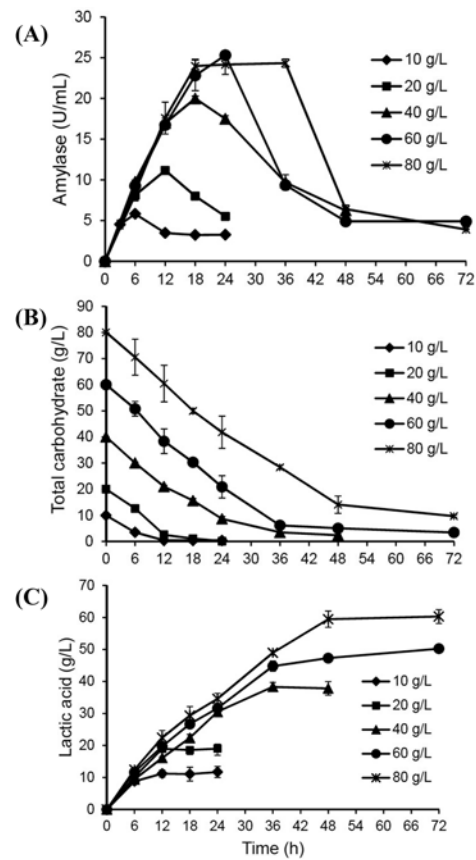 (A)
Amylase (U/mL)
30
25
20
15
10
5
0
10 g/L
20 g/L
40 g/L
60 g/L
80 g/L
0 6 12 18 24 30 36 42 48 54 60 66 72
(B)
Total carbohydrate (g/L)
90
80
70
60
50
40
30
20
10
0
10 g/L
20 g/L
40 g/L
60 g/L
80 g/L
0 6 12 18 24 30 36 42 48 54 60 66 72
(C)
Lactic acid (g/L)
70
60
50
40
30
20
10
0
10 g/L
20 g/L
40 g/L
60 g/L
80 g/L
0 6 12 18 24 30 36 42 48 54 60 66 72
Time (h)